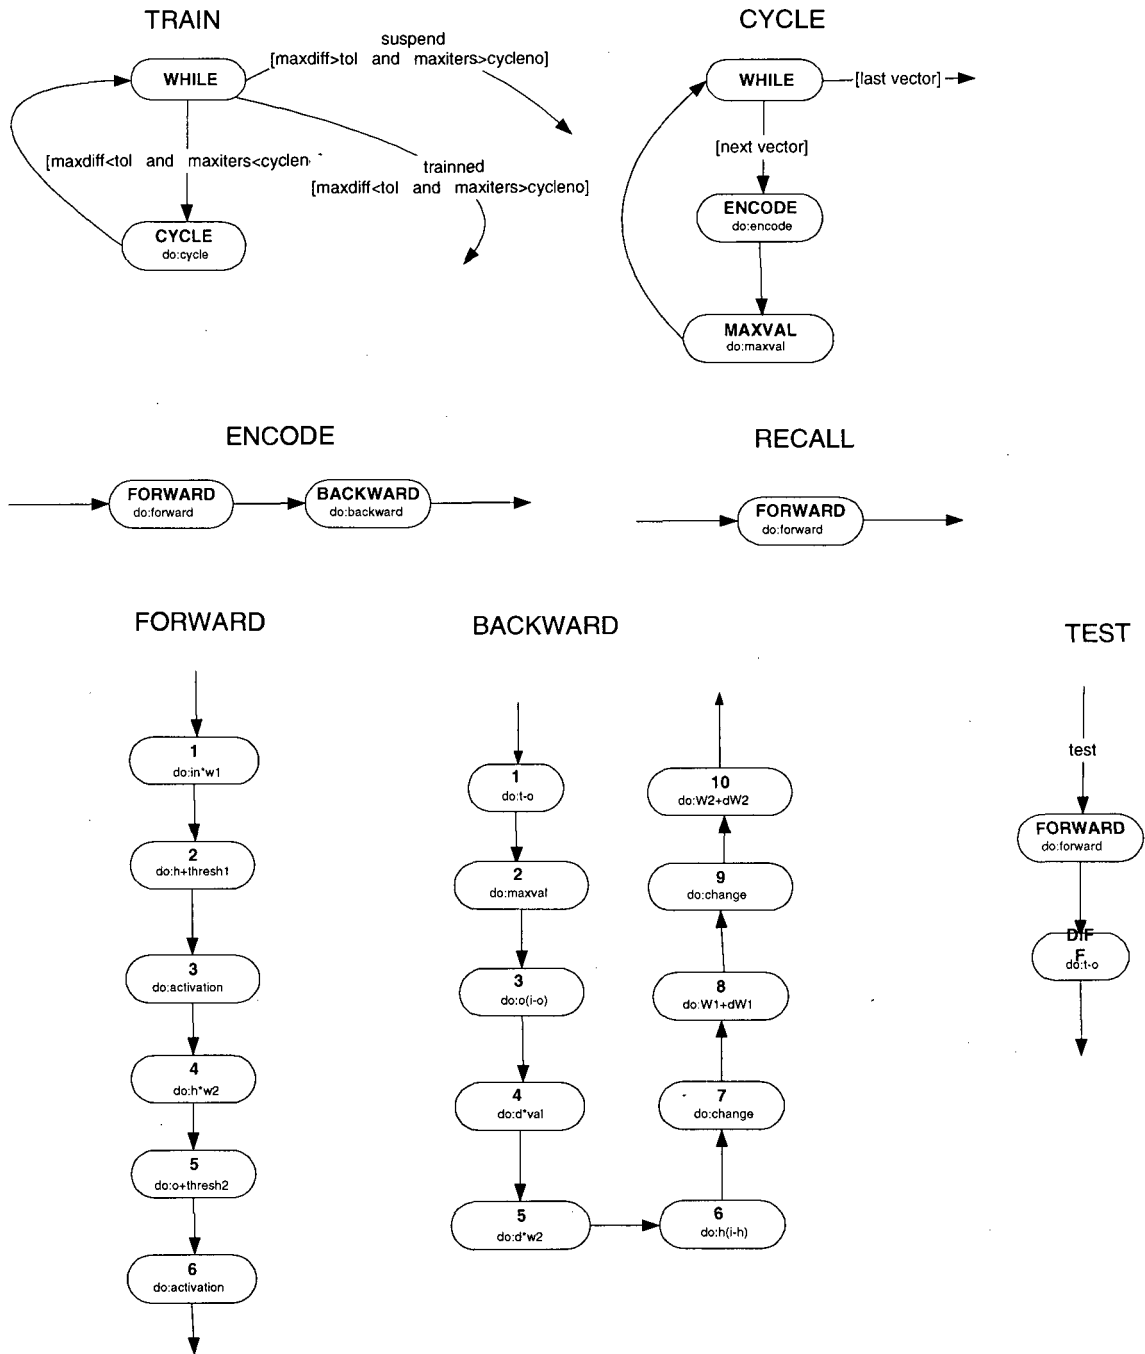 TRAIN
WHILE
suspend
[maxdiff>tol and maxiters>cycleno]
[maxdiff<tol and maxiters<cyclen
trainned
[maxdiff<tol and maxiters>cycleno]
CYCLE
do:cycle
CYCLE
WHILE
[last vector]
[next vector]
ENCODE
do:encode
MAXVAL
do:maxval
ENCODE
FORWARD
do:forward
BACKWARD
do:backward
RECALL
FORWARD
do:forward
FORWARD
1
do:in*w1
2
do:h+thresh1
3
do:activation
4
do:h*w2
5
do:o+thresh2
6
do:activation
BACKWARD
1
do:t-o
2
do:maxval
3
do:o(i-o)
4
do:d*val
5
do:d*w2
6
do:h(i-h)
7
do:change
8
do:W1+dW1
9
do:change
10
do:W2+dW2
TEST
test
FORWARD
do:forward
DIF
F
do:t-o